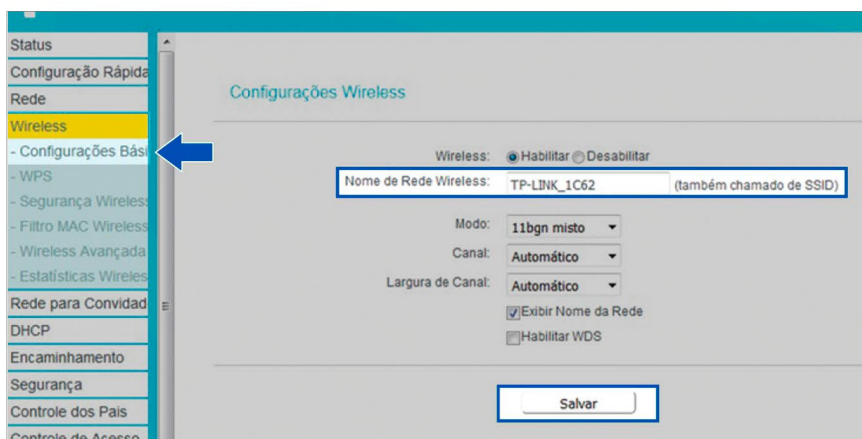 Status
Configuração Rápida
Rede
Wireless
- Configurações Bási
- WPS
- Segurança Wireless
- Filtro MAC Wireless
- Wireless Avançada
- Estatísticas Wireles
Rede para Convidad
DHCP
Encaminhamento
Segurança
Controle dos Pais
Controle de Acesso
Configurações Wireless
Wireless: Habilitar Desabilitar
Nome de Rede Wireless: TP-LINK_1C62 (também chamado de SSID)
Modo: 11bgn misto
Canal: Automático
Largura de Canal: Automático
Exibir Nome da Rede
Habilitar WDS
Salvar